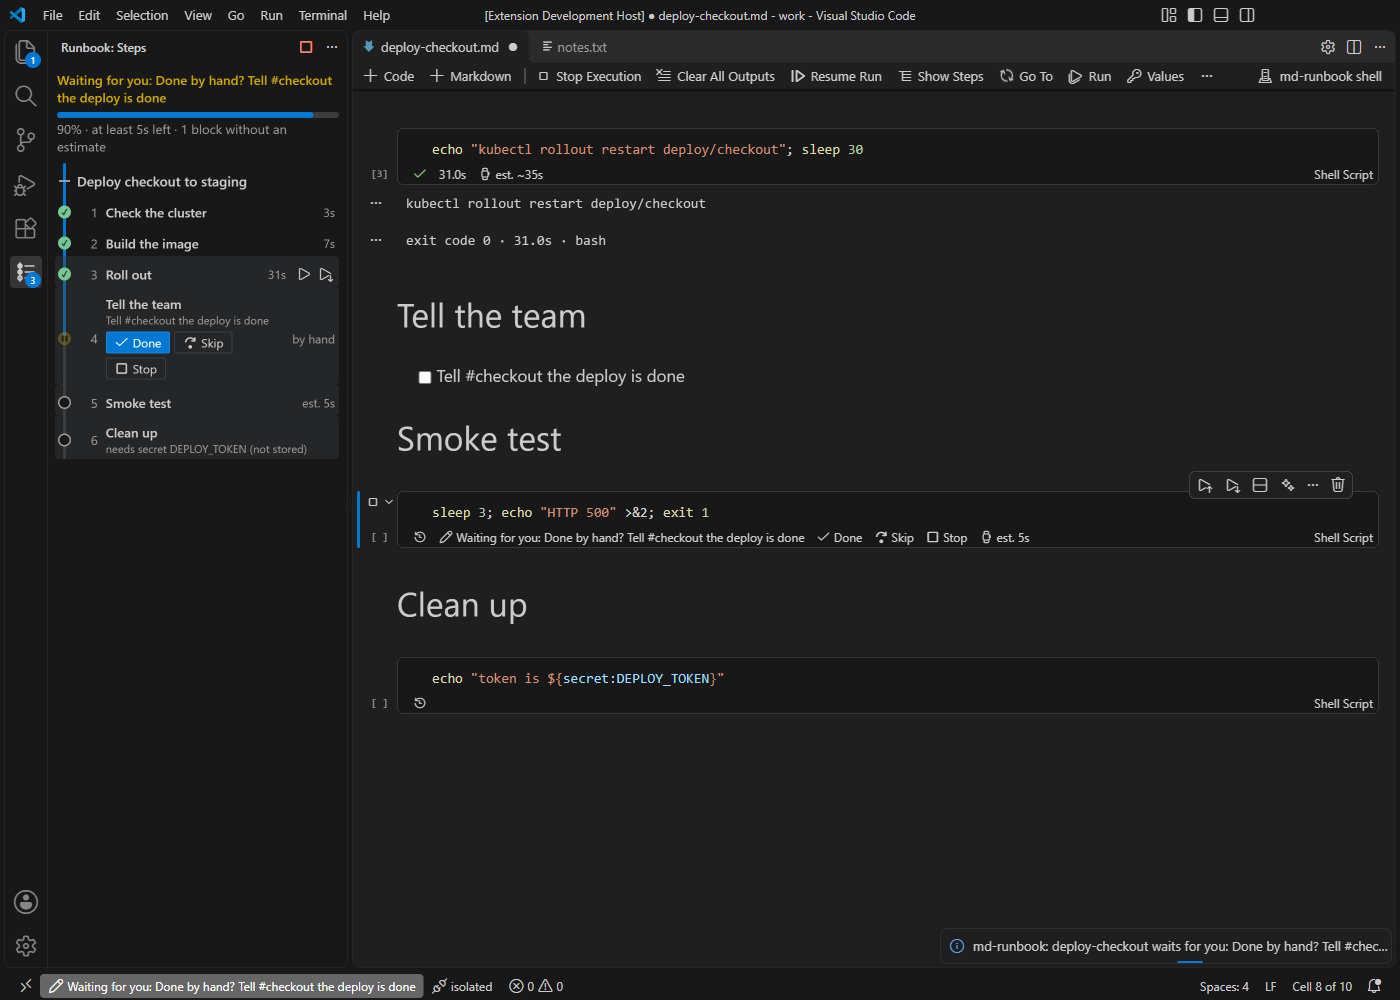 File Edit Selection View Go Run Terminal Help
[Extension Development Host] ● deploy-checkout.md - work - Visual Studio Code
Runbook: Steps
Waiting for you: Done by hand? Tell #checkout
the deploy is done
90% · at least 5s left · 1 block without an
estimate
Deploy checkout to staging
1 Check the cluster 3s
2 Build the image 7s
3 Roll out 31s
Tell the team
Tell #checkout the deploy is done
4 Done Skip by hand
Stop
5 Smoke test est. 5s
6 Clean up
needs secret DEPLOY_TOKEN (not stored)
1
3
deploy-checkout.md ● notes.txt
Code Markdown Stop Execution Clear All Outputs Resume Run Show Steps Go To Run Values ··· md-runbook shell
echo "kubectl rollout restart deploy/checkout"; sleep 30
[3] 31.0s est. ~35s Shell Script
kubectl rollout restart deploy/checkout
exit code 0 · 31.0s · bash
Tell the team
Tell #checkout the deploy is done
Smoke test
sleep 3; echo "HTTP 500" >&2; exit 1
[ ] Waiting for you: Done by hand? Tell #checkout the deploy is done Done Skip Stop est. 5s Shell Script
Clean up
echo "token is ${secret:DEPLOY_TOKEN}"
[ ] Shell Script
md-runbook: deploy-checkout waits for you: Done by hand? Tell #chec...
Waiting for you: Done by hand? Tell #checkout the deploy is done isolated 0 0 Spaces: 4 LF Cell 8 of 10